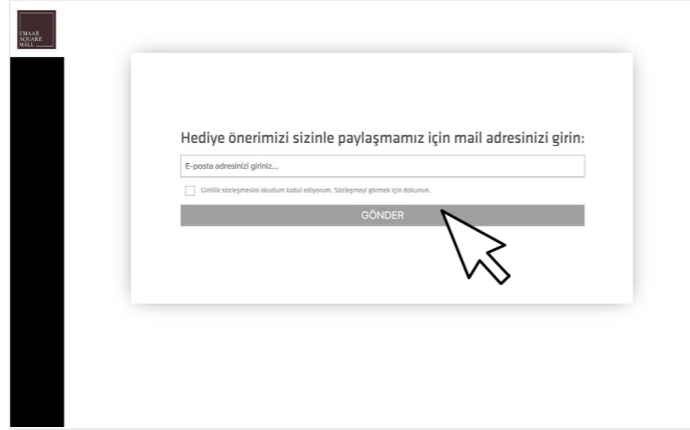 EMAAR
SQUARE
MALL
Hediye önerimizi sizinle paylaşmamız için mail adresinizi girin:
E-posta adresinizi giriniz...
Gizlilik sözleşmesini okudum kabul ediyorum. Sözleşmeyi görmek için dokunun.
GÖNDER